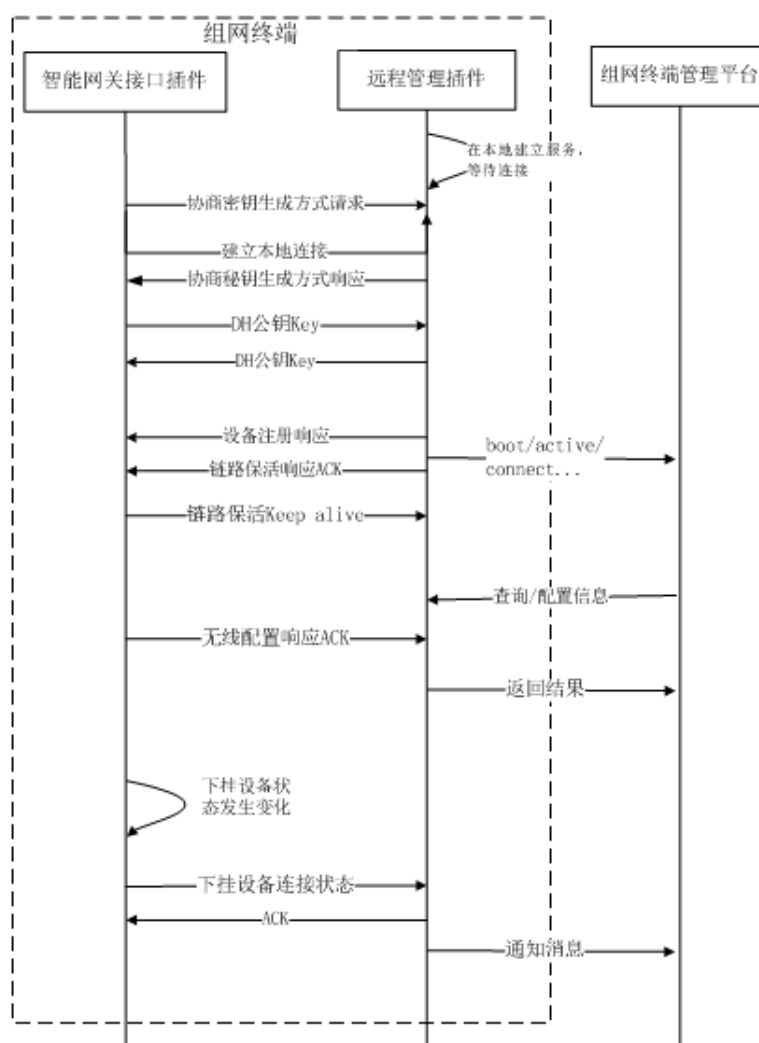 组网终端
智能网关接口插件
远程管理插件
组网终端管理平台
在本地建立服务，
等待连接
协商密钥生成方式请求
建立本地连接
协商秘钥生成方式响应
DH公钥Key
DH公钥Key
设备注册响应
boot/active/
connect...
链路保活响应ACK
链路保活Keep alive
查询/配置信息
无线配置响应ACK
返回结果
下挂设备状
态发生变化
下挂设备连接状态
ACK
通知消息